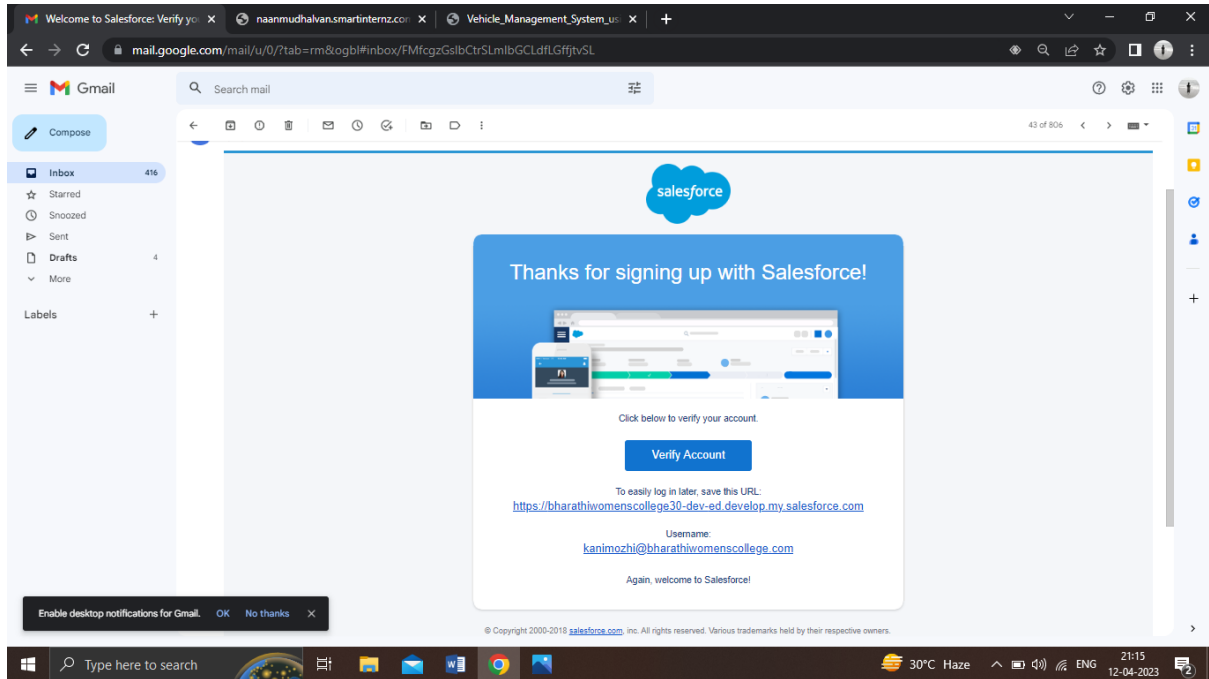 Welcome to Salesforce: Verify yo
naanmudhalvan.smartinternz.con
Vehicle_Management_System_us
mail.google.com/mail/u/0/?tab=rm&ogbl#inbox/FMfcgzGslbCtrSLmlbGCLdfLGffjtvSL
Gmail
Search mail
Compose
43 of 806
Inbox 416
Starred
Snoozed
Sent
Drafts 4
More
Labels
salesforce
Thanks for signing up with Salesforce!
Click below to verify your account.
Verify Account
To easily log in later, save this URL:
https://bharathiwomenscollege30-dev-ed.develop.my.salesforce.com
Username:
kanimozhi@bharathiwomenscollege.com
Again, welcome to Salesforce!
Enable desktop notifications for Gmail. OK No thanks
© Copyright 2000-2018 salesforce.com, inc. All rights reserved. Various trademarks held by their respective owners.
Type here to search
30°C Haze
ENG
21:15
12-04-2023
2